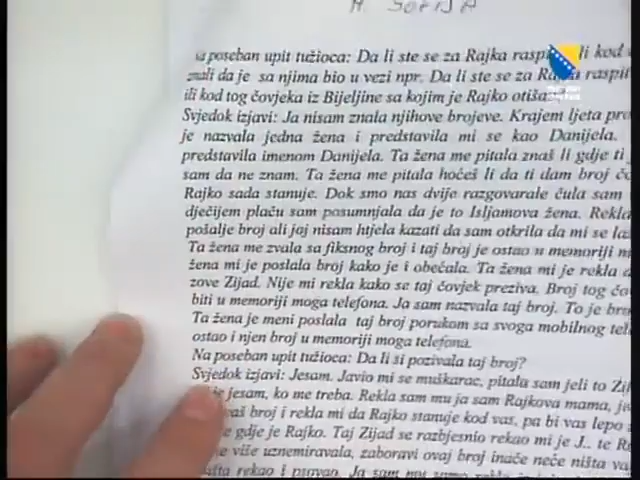 M. SOFIJA
na poseban upit tužioca: Da li ste se za Rajka li kod
znali da je sa njima bio u vezi npr. Da li ste se za
ili kod tog čovjeka iz Bijeljine sa kojim je Rajko
Svjedok izjavi: Ja nisam znala njihove brojeve. Krajem ljeta
je nazvala jedna žena i predstavila mi se kao Danijela.
predstavila imenom Danijela. Ta žena me pitala znaš li gdje ti
sam da ne znam. Ta žena me pitala hoćeš li da ti dam broj
Rajko sada stanuje. Dok smo nas dvije razgovarale čula sam
dječijem plaču sam posumnjala da je to Isljamova žena.
pošalje broj ali joj nisam htjela kazati da sam otkrila da mi se
Ta žena me zvala sa fiksnog broj i taj broj je ostao u memoriji
žena mi je poslala broj kako je i obećala. Ta žena mi je rekla
zove Zijad. Nije mi rekla kako se taj čovjek preziva. Broj tog
biti u memoriji moga telefona. Ja sam nazvala taj broj. To je
Ta žena je meni poslala taj broj porukom sa svoga mobilnog
ostao i njen broj u memoriji moga telefona.
Na poseban upit tužioca: Da li si pozivala taj broj?
Svjedok izjavi: Jesam. Javio mi se muškarac, pitala sam jeli to
je jesam, ko me treba. Rekla sam mu ja sam Rajkova mama,
broj i rekla mi da Rajko stanuje kod vas, pa bi vas lepo
gdje je Rajko. Taj Zijad se razbjesnio rekao mi je J.. te
više uznemiravala, zaboravi ovaj broj inače neće ništa
rekao i psovao. Ja sam